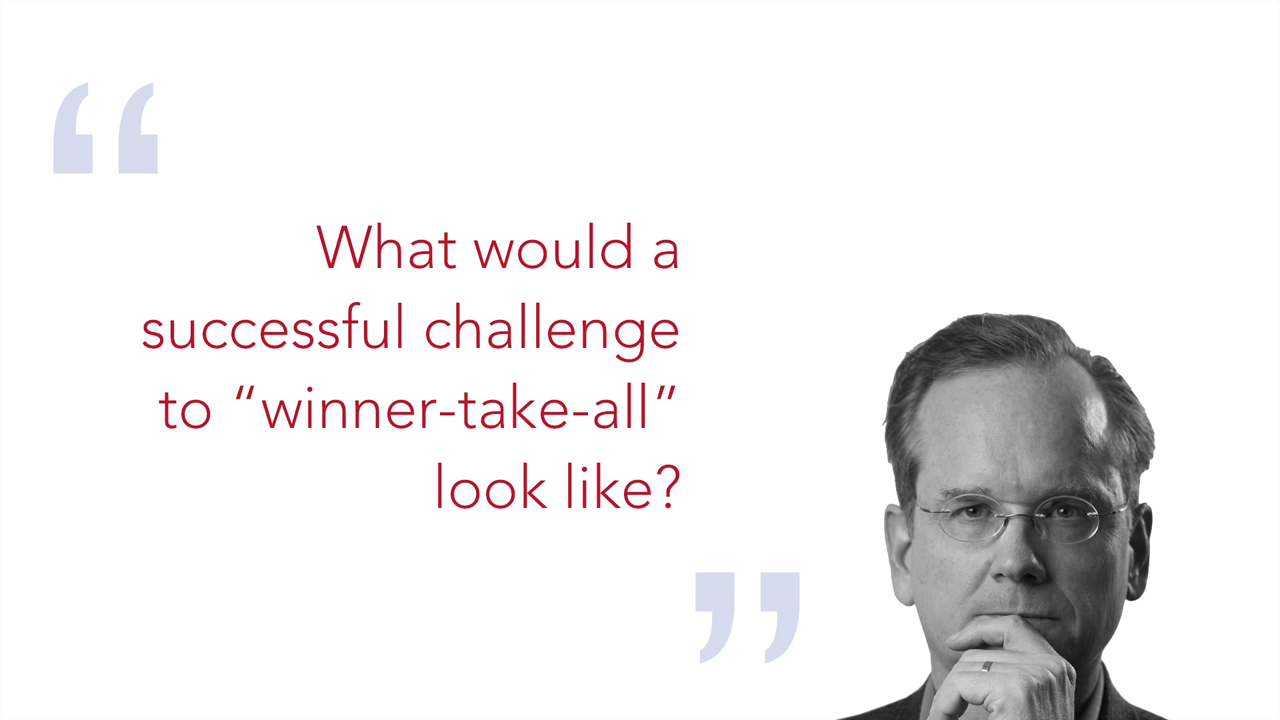 “
What would a
successful challenge
to “winner-take-all”
look like?
”